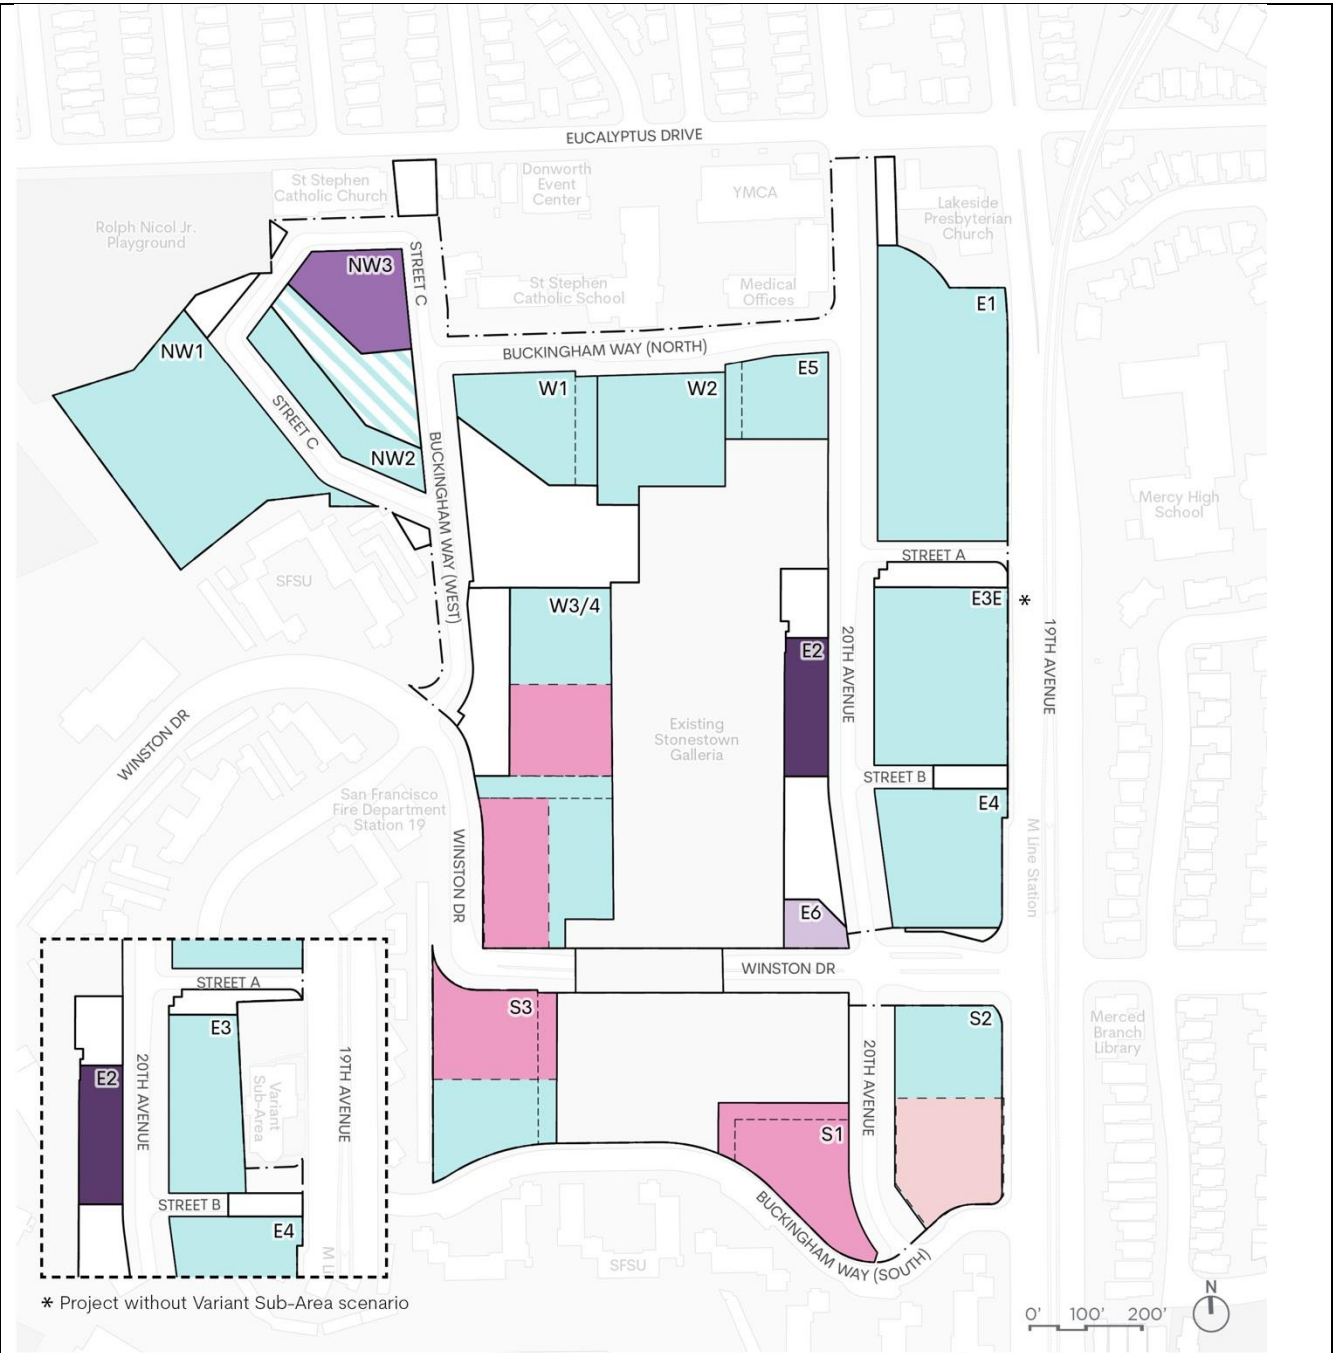 EUCALYPTUS DRIVE
St Stephen
Catholic Church
Donworth
Event
Center
YMCA
Rolph Nicol Jr.
Playground
Lakeside
Presbyterian
Church
NW3
STREET C
St Stephen
Catholic School
Medical
Offices
E1
NW1
BUCKINGHAM WAY (NORTH)
E5
W1
W2
STREET C
NW2
BUCKINGHAM WAY (WEST)
Mercy High
School
STREET A
SFSU
W3/4
E3E
*
E2
20TH AVENUE
19TH AVENUE
Existing
Stonestown
Galleria
WINSTON DR
STREET B
San Francisco
Fire Department
Station 19
E4
WINSTON DR
M Line Station
E6
WINSTON DR
S3
S2
20TH AVENUE
Merced
Branch
Library
S1
BUCKINGHAM WAY (SOUTH)
SFSU
STREET A
E3
E2
20TH AVENUE
Variant
Sub-Area
19TH AVENUE
STREET B
E4
M Li
* Project without Variant Sub-Area scenario
N
0' 100' 200'